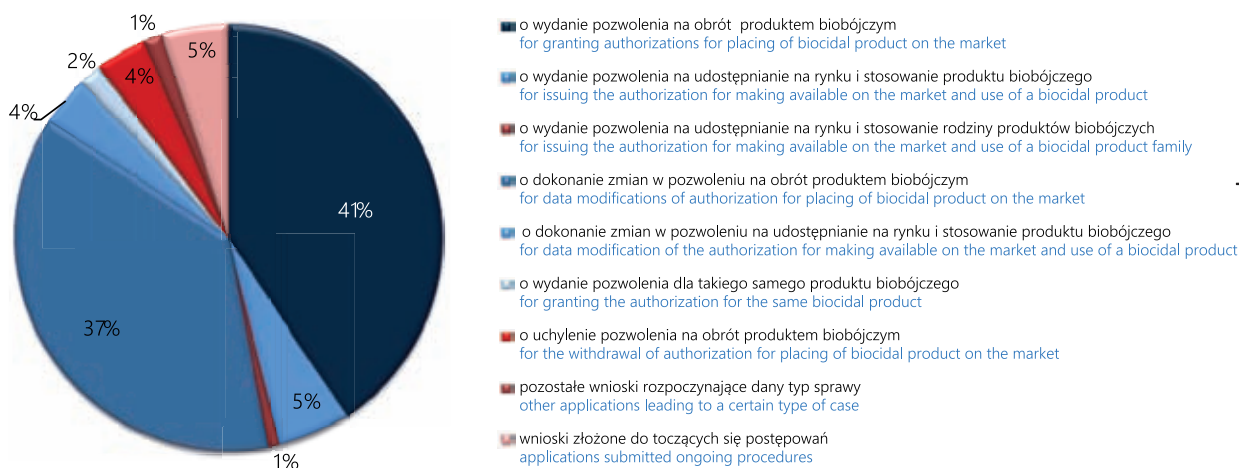 1%
5%
2%
4%
4%
41%
37%
5%
1%
o wydanie pozwolenia na obrót produktem biobójczym
for granting authorizations for placing of biocidal product on the market
o wydanie pozwolenia na udostępnianie na rynku i stosowanie produktu biobójczego
for issuing the authorization for making available on the market and use of a biocidal product
o wydanie pozwolenia na udostępnianie na rynku i stosowanie rodziny produktów biobójczych
for issuing the authorization for making available on the market and use of a biocidal product family
o dokonanie zmian w pozwoleniu na obrót produktem biobójczym
for data modifications of authorization for placing of biocidal product on the market
o dokonanie zmian w pozwoleniu na udostępnianie na rynku i stosowanie produktu biobójczego
for data modification of the authorization for making available on the market and use of a biocidal product
o wydanie pozwolenia dla takiego samego produktu biobójczego
for granting the authorization for the same biocidal product
o uchylenie pozwolenia na obrót produktem biobójczym
for the withdrawal of authorization for placing of biocidal product on the market
pozostałe wnioski rozpoczynające dany typ sprawy
other applications leading to a certain type of case
wnioski złożone do toczących się postępowań
applications submitted ongoing procedures